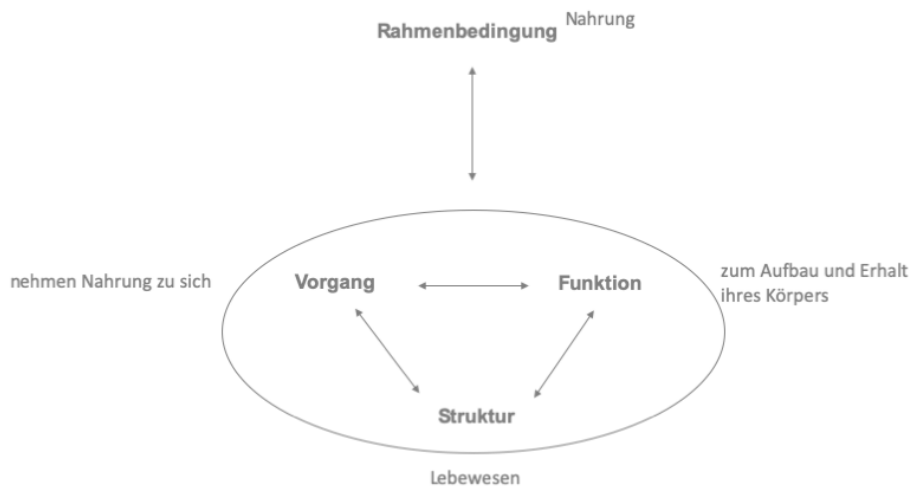 Rahmenbedingung Nahrung
nehmen Nahrung zu sich
Vorgang
Funktion
zum Aufbau und Erhalt
ihres Körpers
Struktur
Lebewesen